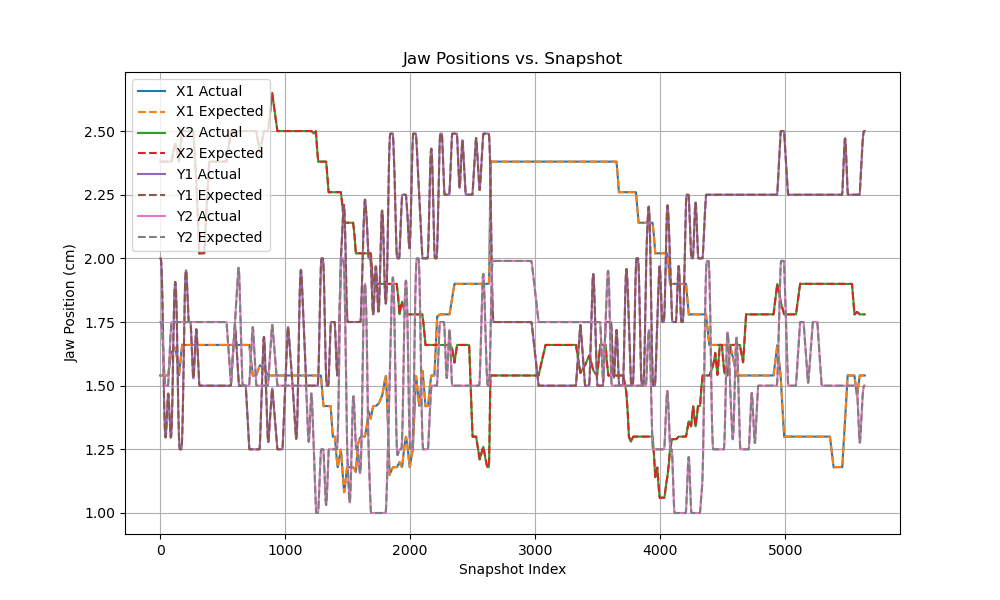 Jaw Positions vs. Snapshot
X1 Actual
X1 Expected
X2 Actual
X2 Expected
Y1 Actual
Y1 Expected
Y2 Actual
Y2 Expected
Jaw Position (cm)
2.50
2.25
2.00
1.75
1.50
1.25
1.00
0 1000 2000 3000 4000 5000
Snapshot Index